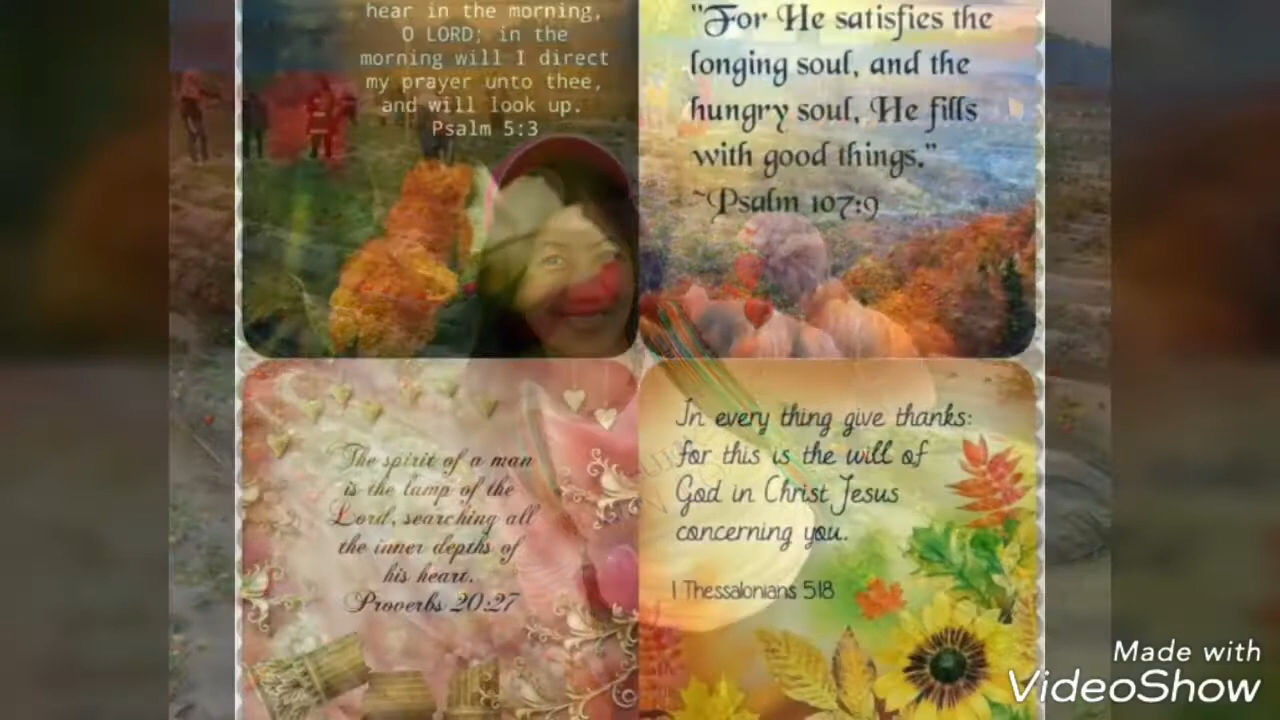 hear in the morning,
O LORD; in the
morning will I direct
my prayer unto thee,
and will look up.
Psalm 5:3
"For He satisfies the
longing soul, and the
hungry soul, He fills
with good things."
~Psalm 107:9
The spirit of a man
is the lamp of the
Lord, searching all
the inner depths of
his heart.
Proverbs 20:27
In every thing give thanks:
for this is the will of
God in Christ Jesus
concerning you.
1 Thessalonians 5:18
Made with
VideoShow